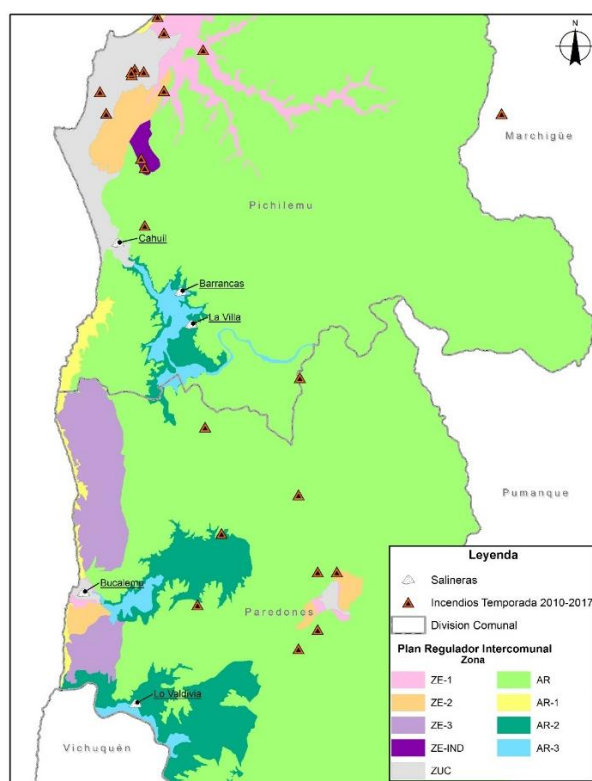 N
Marchigüe
Pichilemu
Cahuil
Barrancas
La Villa
Pumanque
Bucalemu
Paredones
Lo Valdivia
Vichuquén
Leyenda
Salineras
Incendios Temporada 2010-2017
Division Comunal
Plan Regulador Intercomunal
Zona
ZE-1
AR
ZE-2
AR-1
ZE-3
AR-2
ZE-IND
AR-3
ZUC